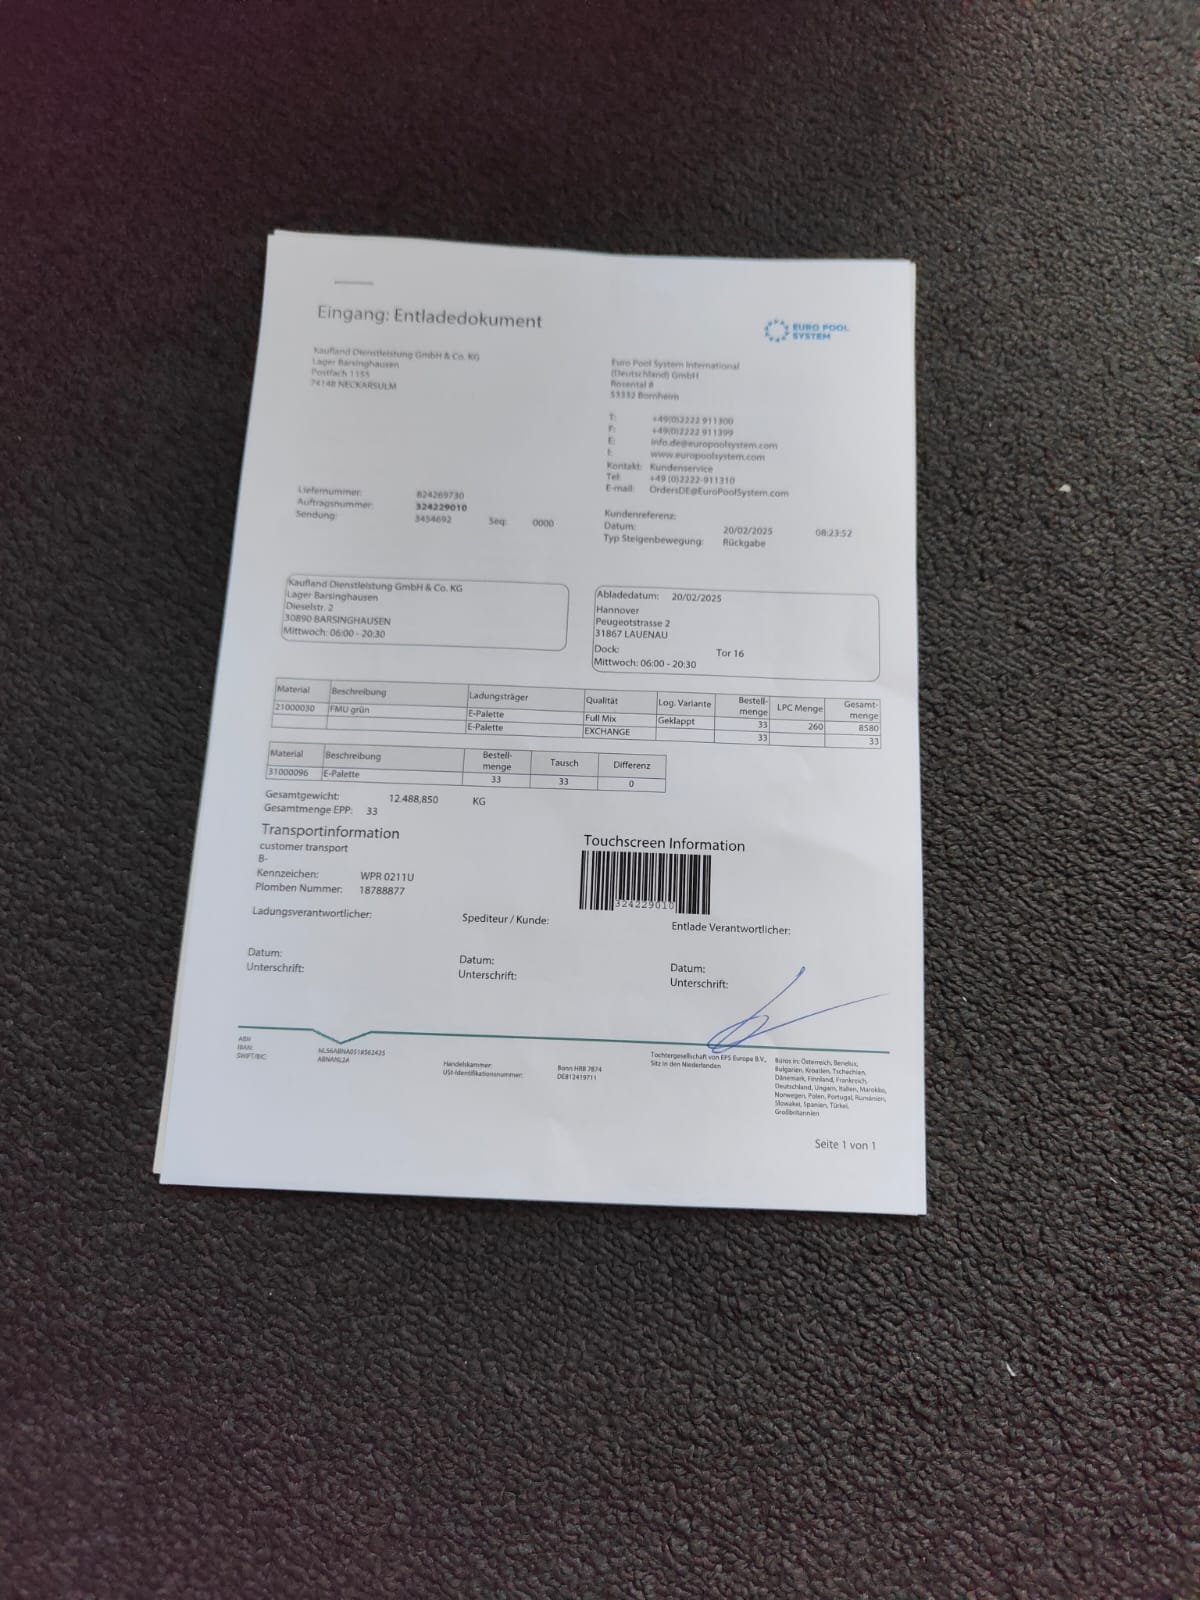 Eingang: Entladedokument
EURO POOL
SYSTEM
Kaufland Dienstleistung GmbH & Co. KG
Lager Barsinghausen
Postfach 1155
74148 NECKARSULM
Euro Pool System International
(Deutschland) GmbH
Rosental 8
53332 Bornheim
T: +49(0)2222 911300
F: +49(0)2222 911399
E: info.de@europoolsystem.com
I: www.europoolsystem.com
Kontakt: Kundenservice
Tel: +49 (0)2222-911310
E-mail: OrdersDE@EuroPoolSystem.com
Liefernummer: 824269730
Auftragsnummer: 324229010
Sendung: 3454692 Seq: 0000
Kundenreferenz:
Datum: 20/02/2025 08:23:52
Typ Steigenbewegung: Rückgabe
Kaufland Dienstleistung GmbH & Co. KG
Lager Barsinghausen
Dieselstr. 2
30890 BARSINGHAUSEN
Mittwoch: 06:00 - 20:30
Abladedatum: 20/02/2025
Hannover
Peugeotstrasse 2
31867 LAUENAU
Dock: Tor 16
Mittwoch: 06:00 - 20:30
Material Beschreibung Ladungsträger Qualität Log. Variante Bestell-menge LPC Menge Gesamt-menge
21000030 FMU grün E-Palette Full Mix Geklappt 33 260 8580
E-Palette EXCHANGE 33 33
Material Beschreibung Bestell-menge Tausch Differenz
31000096 E-Palette 33 33 0
Gesamtgewicht: 12.488,850 KG
Gesamtmenge EPP: 33
Transportinformation
customer transport
B-
Kennzeichen: WPR 0211U
Plomben Nummer: 18788877
Touchscreen Information
324229010
Ladungsverantwortlicher:
Spediteur / Kunde:
Entlade Verantwortlicher:
Datum:
Unterschrift:
Datum:
Unterschrift:
Datum:
Unterschrift:
ABN
IBAN:
SWIFT/BIC:
NL56ABNA0518562425
ABNANL2A
Handelskammer: Bonn HRB 7874
USt-Identifikationsnummer: DE812419711
Tochtergesellschaft von EPS Europe B.V.,
Sitz in den Niederlanden
Büros in: Österreich, Benelux,
Bulgarien, Kroatien, Tschechien,
Dänemark, Finnland, Frankreich,
Deutschland, Ungarn, Italien, Marokko,
Norwegen, Polen, Portugal, Rumänien,
Slowakei, Spanien, Türkei,
Großbritannien
Seite 1 von 1